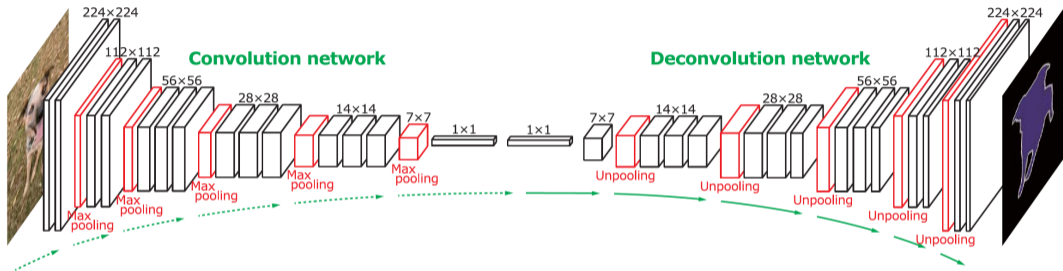 224×224
112×112
56×56
28×28
14×14
7×7
1×1
1×1
7×7
14×14
28×28
56×56
112×112
224×224
Convolution network
Deconvolution network
Max
pooling
Max
pooling
Max
pooling
Max
pooling
Max
pooling
Unpooling
Unpooling
Unpooling
Unpooling
Unpooling